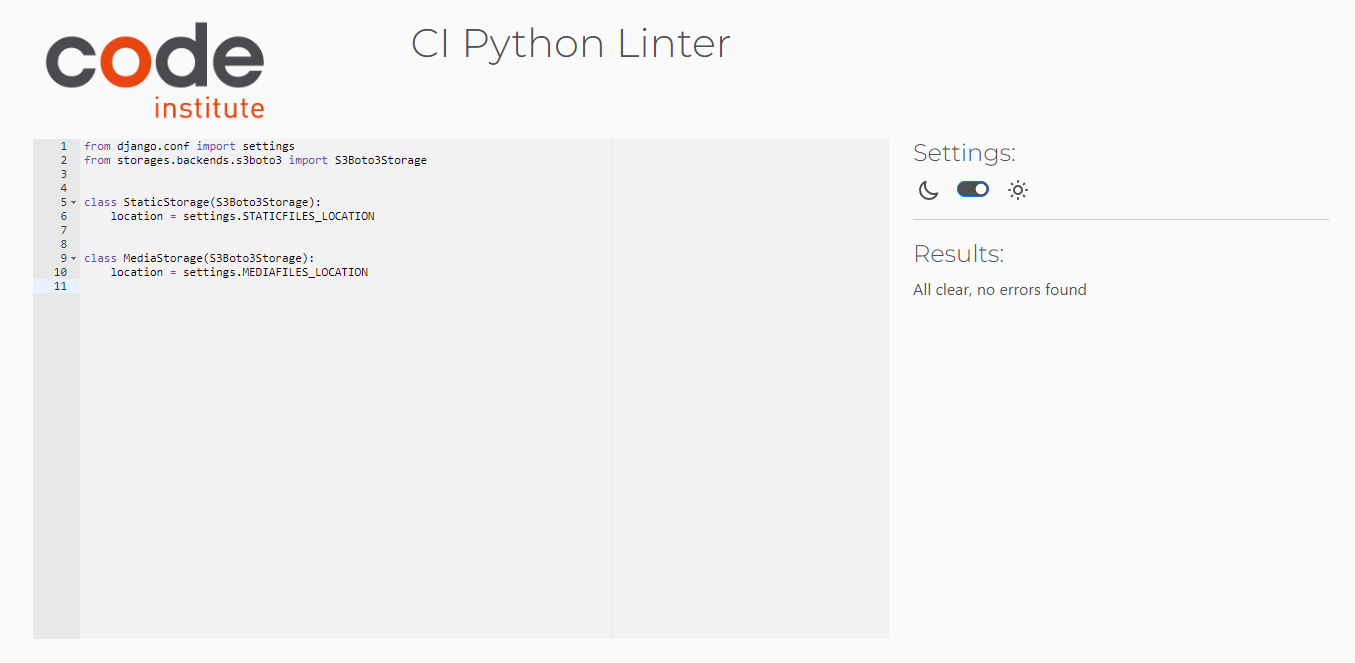 code
institute
CI Python Linter
1 from django.conf import settings
2 from storages.backends.s3boto3 import S3Boto3Storage
3
4
5 class StaticStorage(S3Boto3Storage):
6     location = settings.STATICFILES_LOCATION
7
8
9 class MediaStorage(S3Boto3Storage):
10     location = settings.MEDIAFILES_LOCATION
11
Settings:
Results:
All clear, no errors found